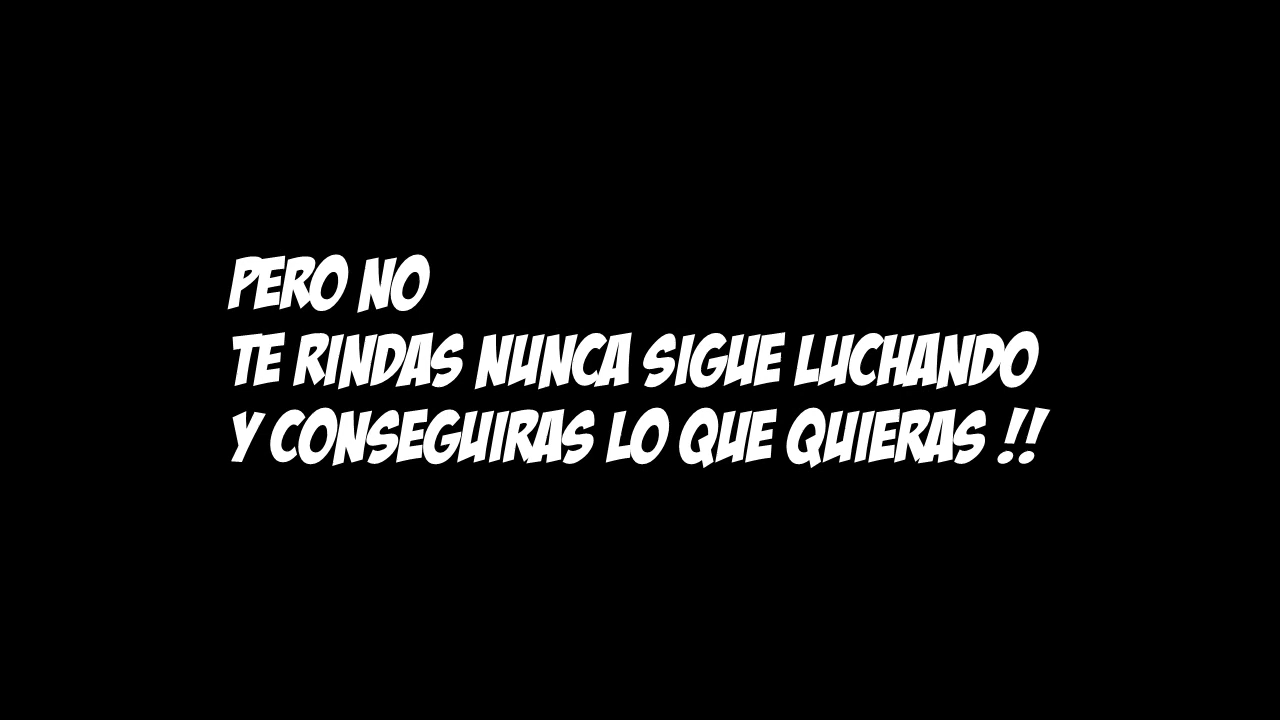 PERO NO
TE RINDAS NUNCA SIGUE LUCHANDO
Y CONSEGUIRAS LO QUE QUIERAS !!